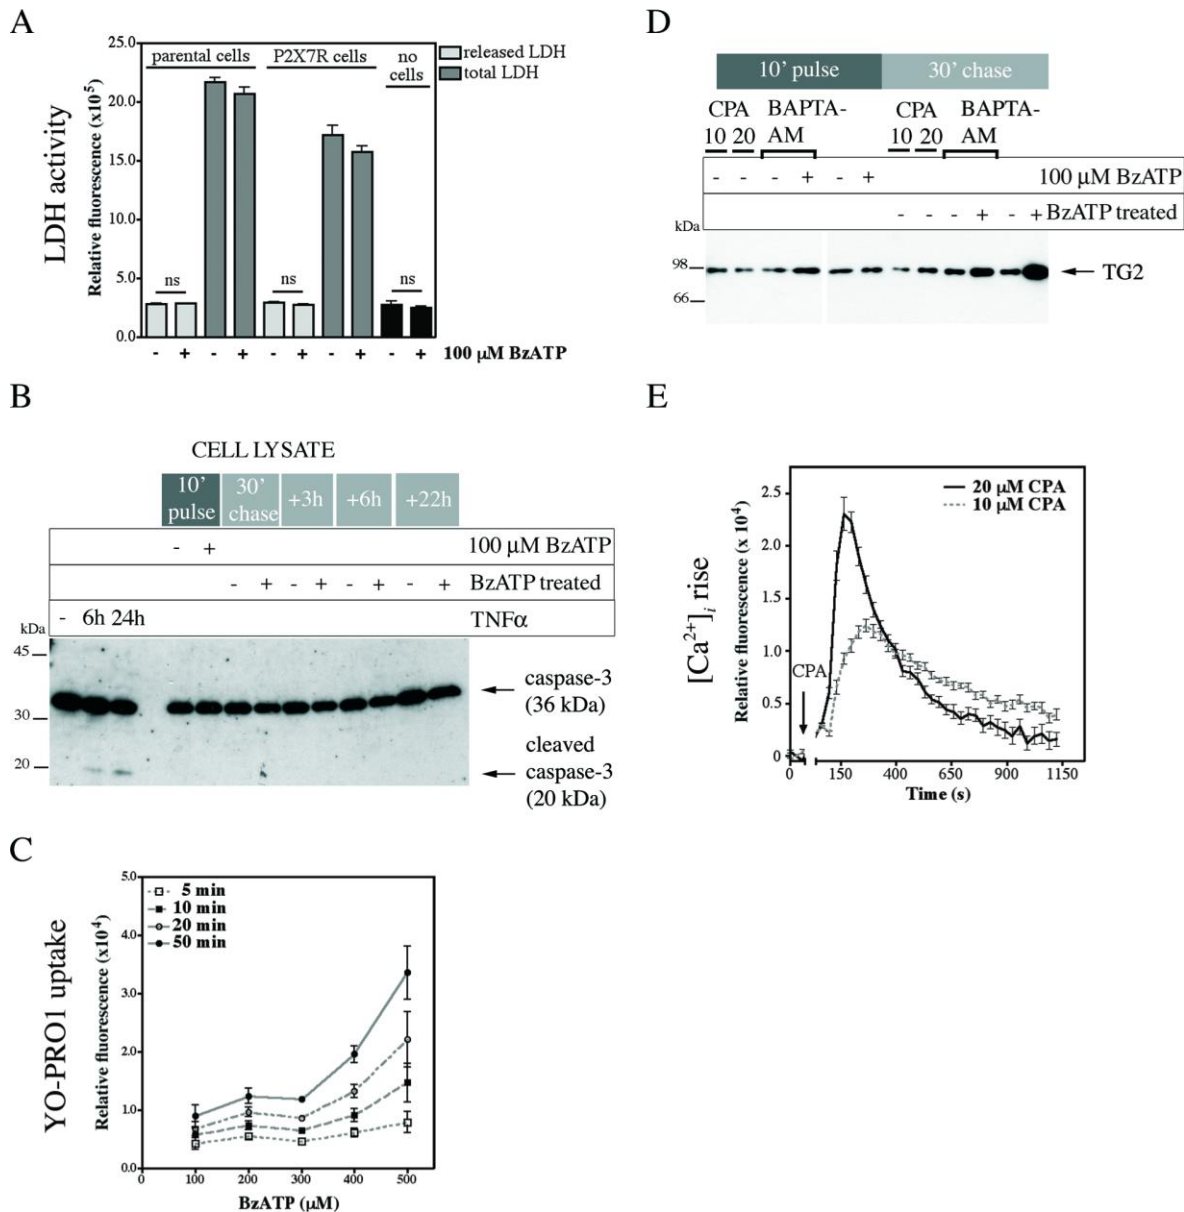 A
LDH activity
Relative fluorescence (x10⁵)
25.0
20.0
15.0
10.0
5.0
0.0
parental cells
P2X7R cells
no
cells
released LDH
total LDH
ns
ns
ns
- + - + - + - + - + 100 µM BzATP
B
CELL LYSATE
10' pulse
30' chase
+3h
+6h
+22h
- + 100 µM BzATP
- + - + - + - + BzATP treated
- 6h 24h TNFα
kDa
45
30
20
caspase-3
(36 kDa)
cleaved
caspase-3
(20 kDa)
C
YO-PRO1 uptake
Relative fluorescence (x10⁴)
5.0
4.0
3.0
2.0
1.0
0.0
5 min
10 min
20 min
50 min
0 100 200 300 400 500
BzATP (µM)
D
10' pulse 30' chase
CPA BAPTA-AM CPA BAPTA-AM
10 20 10 20
- - - + - + 100 µM BzATP
- - - + - + BzATP treated
kDa
98
66
TG2
E
[Ca²⁺]i rise
Relative fluorescence (x 10⁴)
2.5
2.0
1.5
1.0
0.5
0
20 µM CPA
10 µM CPA
CPA
0 150 400 650 900 1150
Time (s)